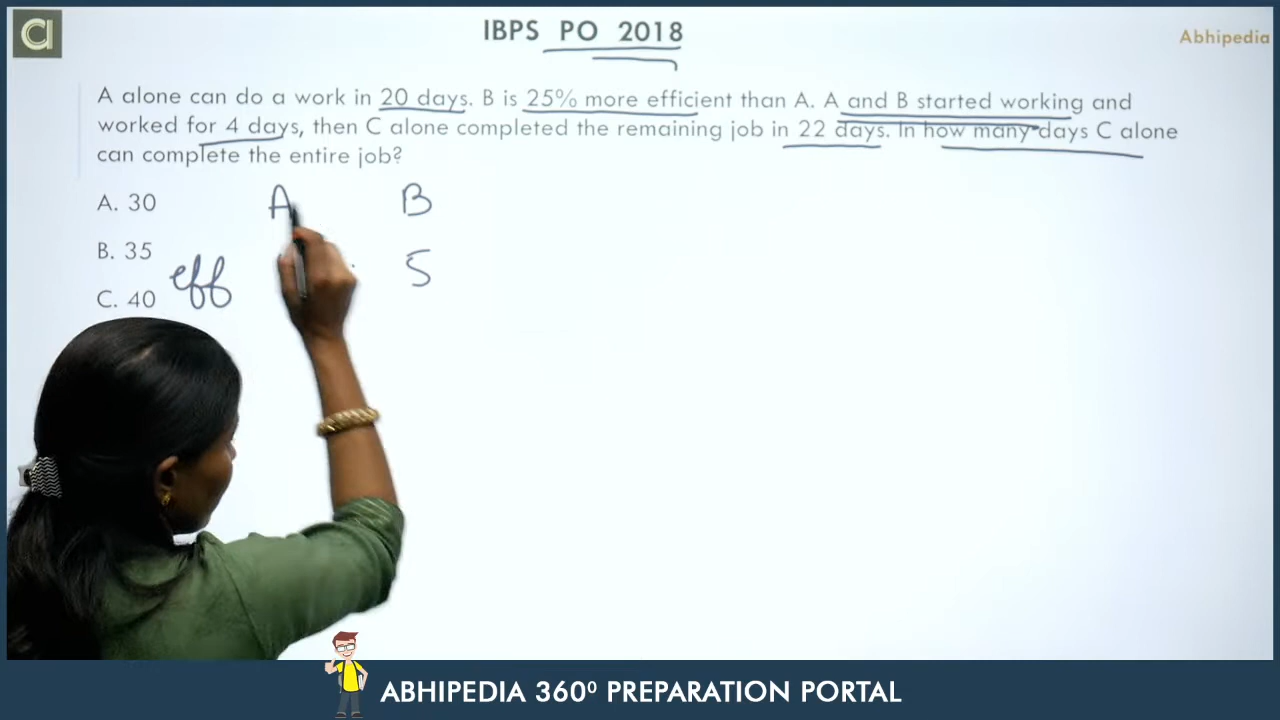 IBPS PO 2018
Abhipedia
A alone can do a work in 20 days. B is 25% more efficient than A. A and B started working and
worked for 4 days, then C alone completed the remaining job in 22 days. In how many days C alone
can complete the entire job?
A. 30
A B
B. 35
eff 5
C. 40
ABHIPEDIA 360⁰ PREPARATION PORTAL